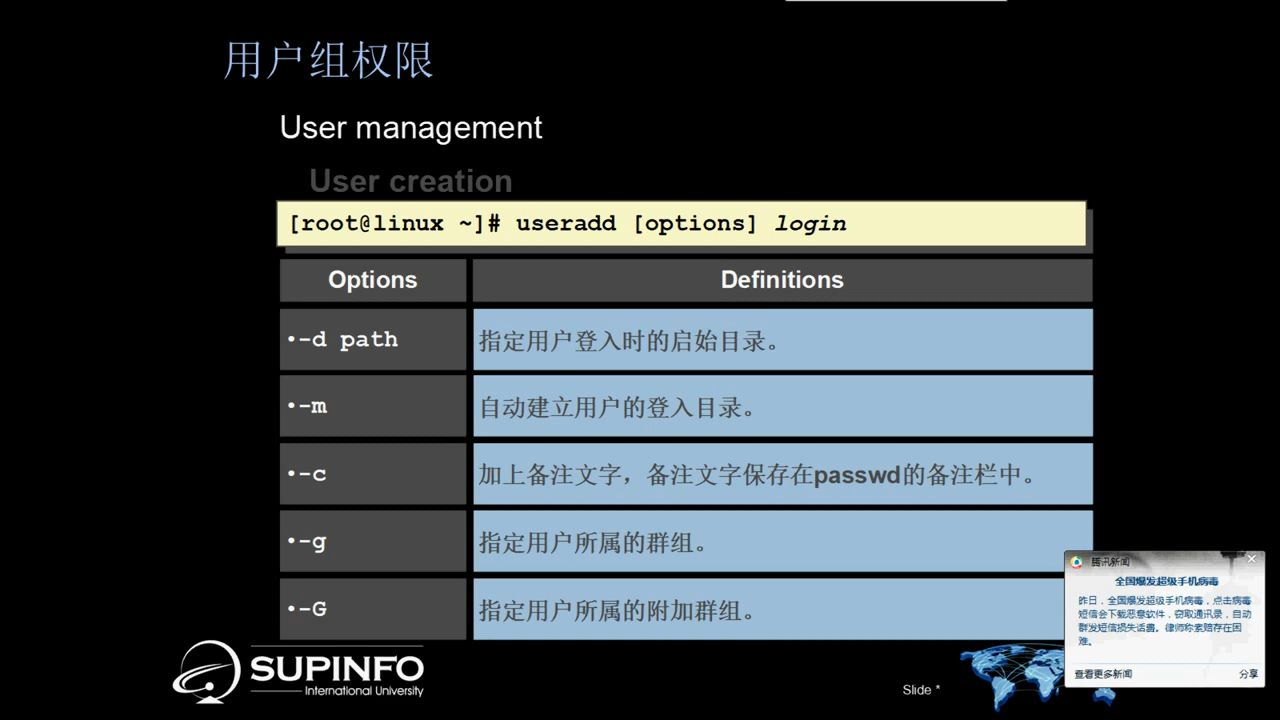 用户组权限
User management
User creation
[root@linux ~]# useradd [options] login
Options Definitions
•-d path 指定用户登入时的启始目录。
•-m 自动建立用户的登入目录。
•-c 加上备注文字，备注文字保存在passwd的备注栏中。
•-g 指定用户所属的群组。
•-G 指定用户所属的附加群组。
腾讯新闻
全国爆发超级手机病毒
昨日，全国爆发超级手机病毒，点击病毒
短信会下载恶意软件，窃取通讯录，自动
群发短信损失话费。律师称索赔存在困
难。
查看更多新闻 分享
SUPINFO
International University
Slide *